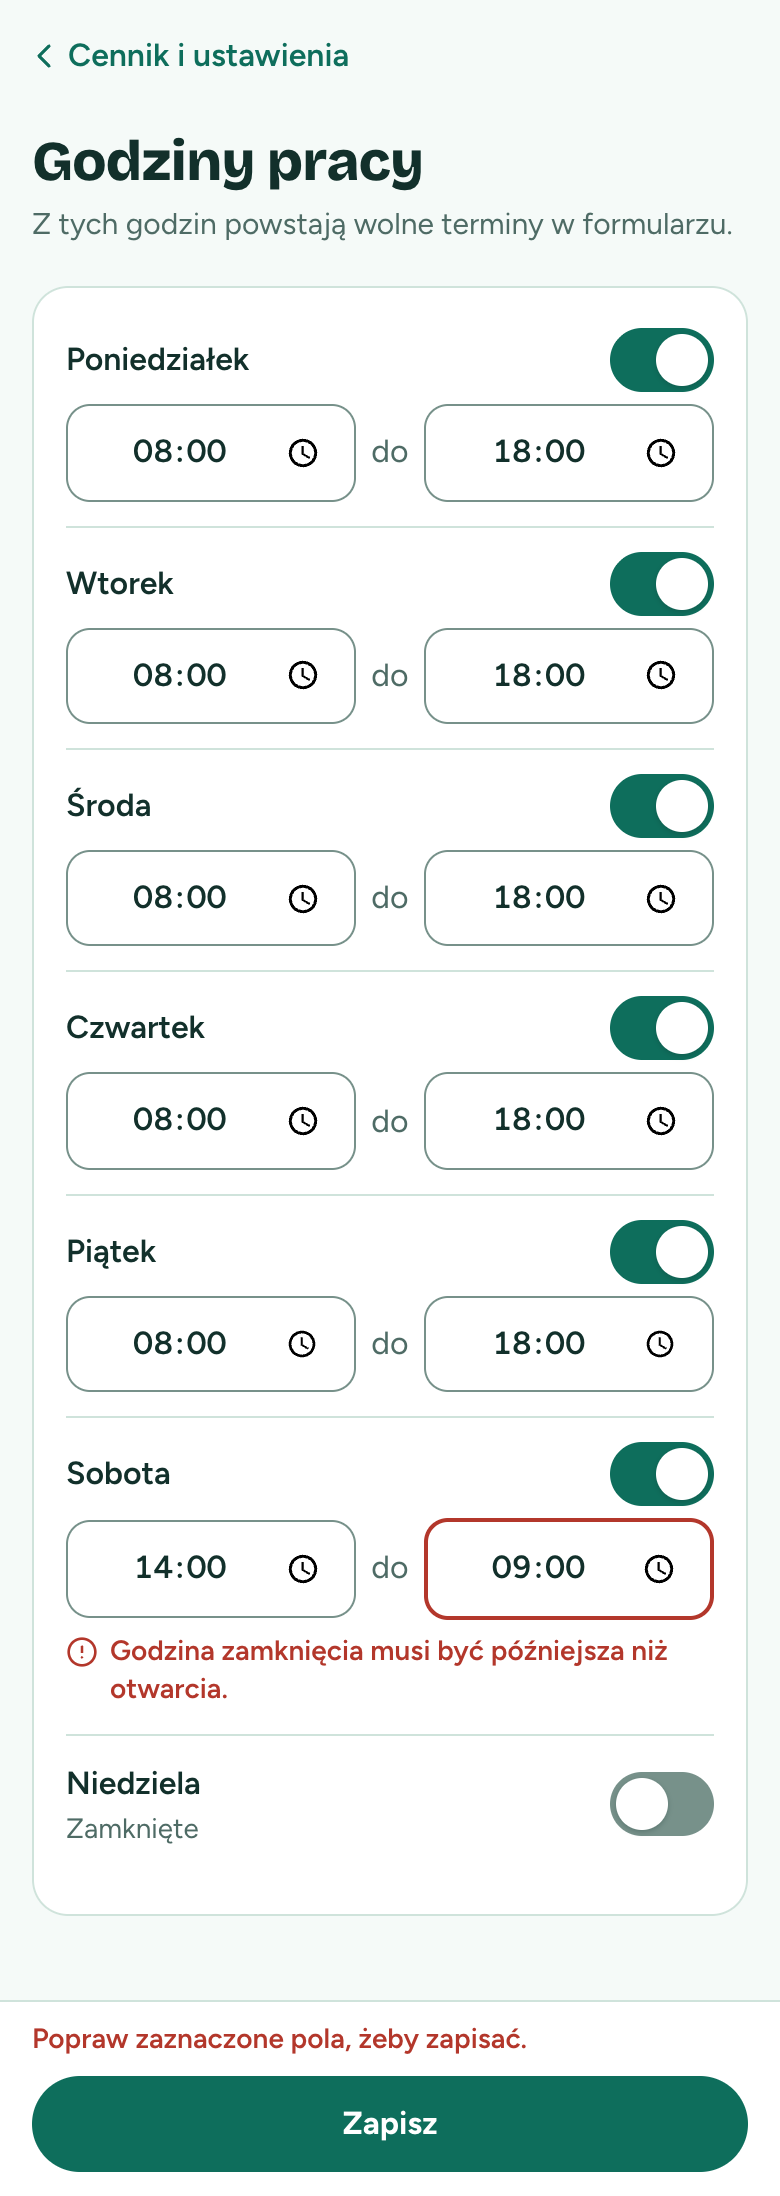 Cennik i ustawienia
Godziny pracy
Z tych godzin powstają wolne terminy w formularzu.
Poniedziałek
08:00 do 18:00
Wtorek
08:00 do 18:00
Środa
08:00 do 18:00
Czwartek
08:00 do 18:00
Piątek
08:00 do 18:00
Sobota
14:00 do 09:00
Godzina zamknięcia musi być późniejsza niż
otwarcia.
Niedziela
Zamknięte
Popraw zaznaczone pola, żeby zapisać.
Zapisz